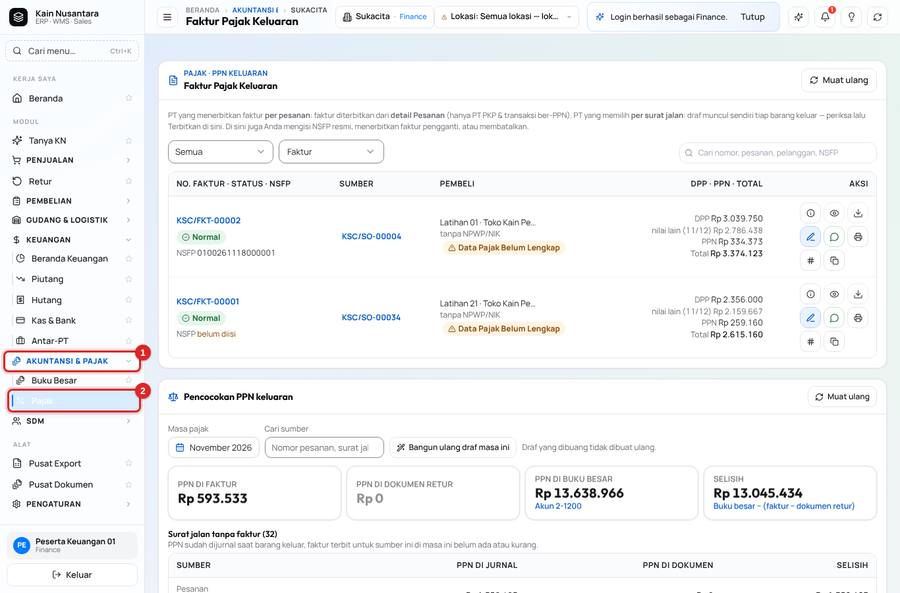 Kain Nusantara
ERP · WMS · Sales
Cari menu...
Ctrl+K
KERJA SAYA
Beranda
MODUL
Tanya KN
PENJUALAN
Retur
PEMBELIAN
GUDANG & LOGISTIK
KEUANGAN
Beranda Keuangan
Piutang
Hutang
Kas & Bank
Antar-PT
AKUNTANSI & PAJAK
1
Buku Besar
2
Pajak
SDM
ALAT
Pusat Export
Pusat Dokumen
PENGATURAN
PE
Peserta Keuangan 01
Finance
Keluar
BERANDA › AKUNTANSI › SUKACITA
Faktur Pajak Keluaran
Sukacita · Finance
Lokasi: Semua lokasi — lok...
Login berhasil sebagai Finance.
Tutup
1
PAJAK · PPN KELUARAN
Faktur Pajak Keluaran
Muat ulang
PT yang menerbitkan faktur per pesanan: faktur diterbitkan dari detail Pesanan (hanya PT PKP & transaksi ber-PPN). PT yang memilih per surat jalan: draf muncul sendiri tiap barang keluar — periksa lalu
Terbitkan di sini. Di sini juga Anda mengisi NSFP resmi, menerbitkan faktur pengganti, atau membatalkan.
Semua
Faktur
Cari nomor, pesanan, pelanggan, NSFP
NO. FAKTUR · STATUS · NSFP
SUMBER
PEMBELI
DPP · PPN · TOTAL
AKSI
KSC/FKT-00002
Normal
NSFP 0100261118000001
KSC/SO-00004
Latihan 01 · Toko Kain Pe...
tanpa NPWP/NIK
Data Pajak Belum Lengkap
DPP Rp 3.039.750
nilai lain (11/12) Rp 2.786.438
PPN Rp 334.373
Total Rp 3.374.123
KSC/FKT-00001
Normal
NSFP belum diisi
KSC/SO-00034
Latihan 21 · Toko Kain Pe...
tanpa NPWP/NIK
Data Pajak Belum Lengkap
DPP Rp 2.356.000
nilai lain (11/12) Rp 2.159.667
PPN Rp 259.160
Total Rp 2.615.160
Pencocokan PPN keluaran
Muat ulang
Masa pajak
Cari sumber
November 2026
Nomor pesanan, surat jal
Bangun ulang draf masa ini
Draf yang dibuang tidak dibuat ulang.
PPN DI FAKTUR
Rp 593.533
PPN DI DOKUMEN RETUR
Rp 0
PPN DI BUKU BESAR
Rp 13.638.966
Akun 2-1200
SELISIH
Rp 13.045.434
Buku besar − (faktur − dokumen retur)
Surat jalan tanpa faktur (32)
PPN sudah dijurnal saat barang keluar, faktur terbit untuk sumber ini di masa ini belum ada atau kurang.
SUMBER
PPN DI JURNAL
PPN DI DOKUMEN
SELISIH
Pesanan